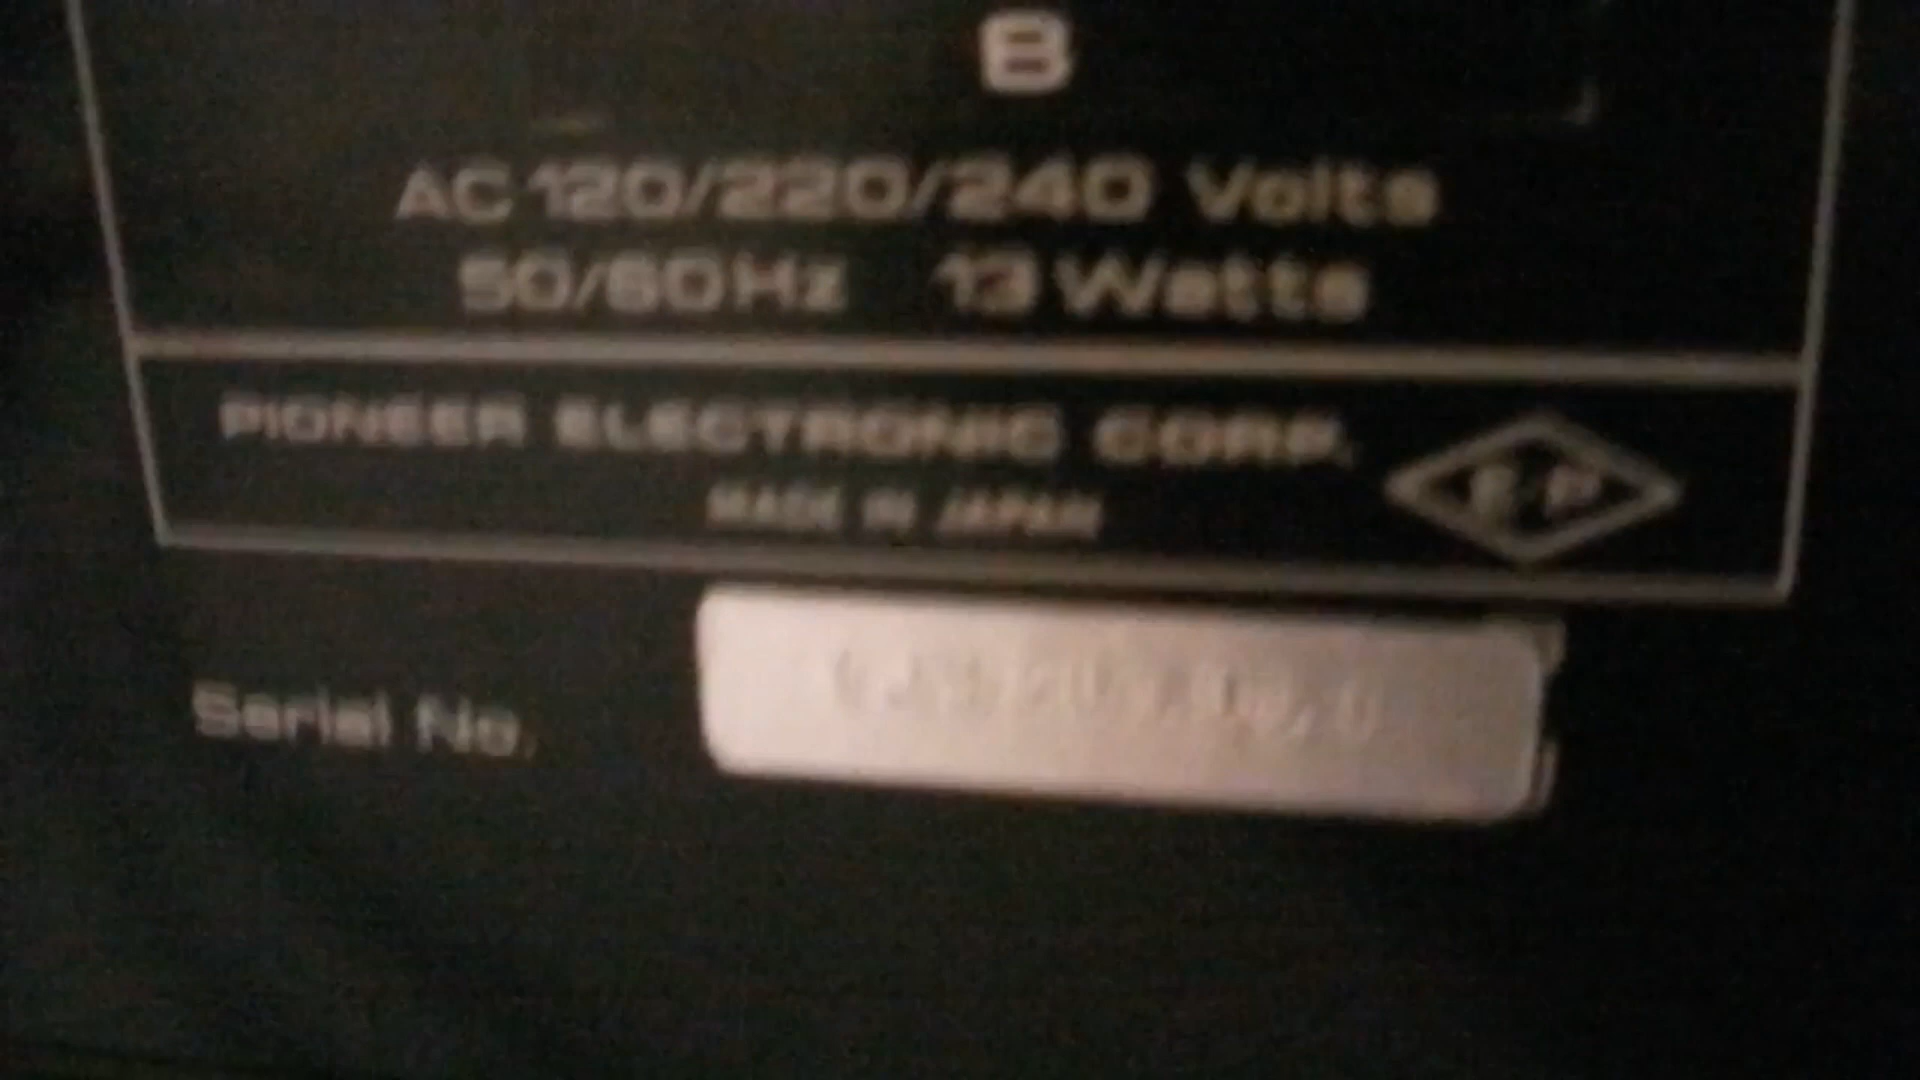 B
AC 120/220/240 Volts
50/60Hz 13 Watts
PIONEER ELECTRONIC CORP.
MADE IN JAPAN
Serial No.